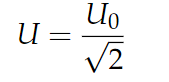 U = U₀/√2